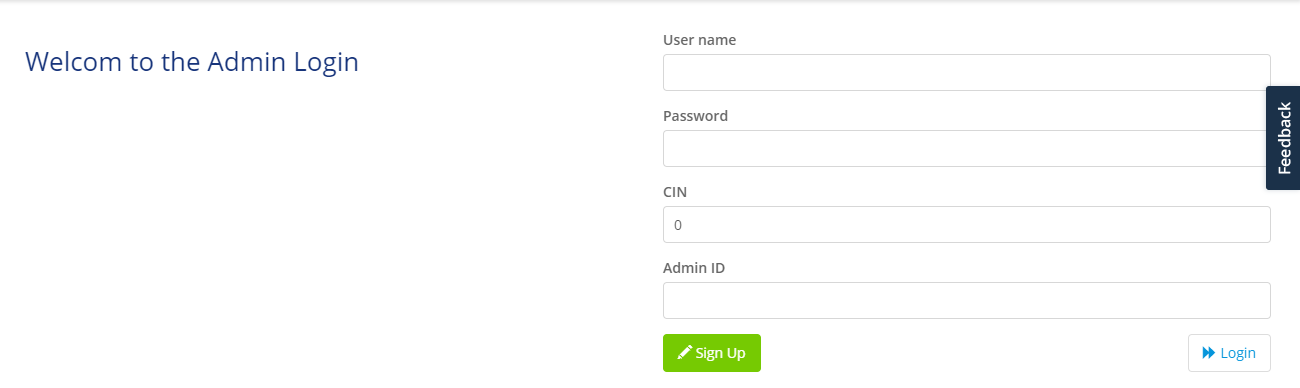 Welcom to the Admin Login
User name
Password
CIN
0
Admin ID
Sign Up
Login
Feedback